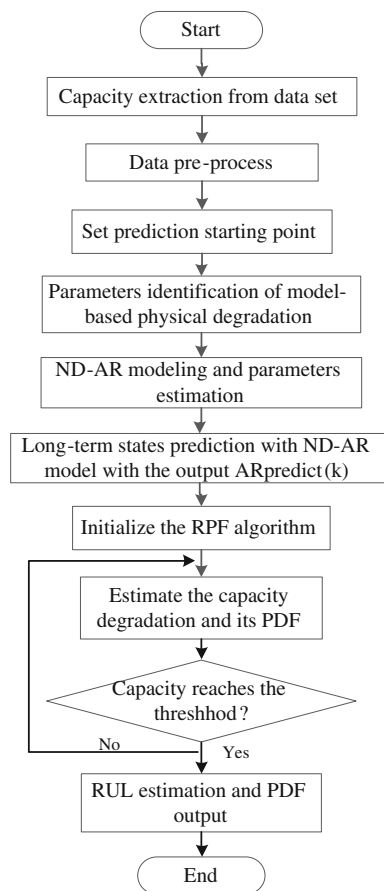 Start
Capacity extraction from data set
Data pre-process
Set prediction starting point
Parameters identification of model-
based physical degradation
ND-AR modeling and parameters
estimation
Long-term states prediction with ND-AR
model with the output ARpredict(k)
Initialize the RPF algorithm
Estimate the capacity
degradation and its PDF
Capacity reaches the
threshhod?
No
Yes
RUL estimation and PDF
output
End